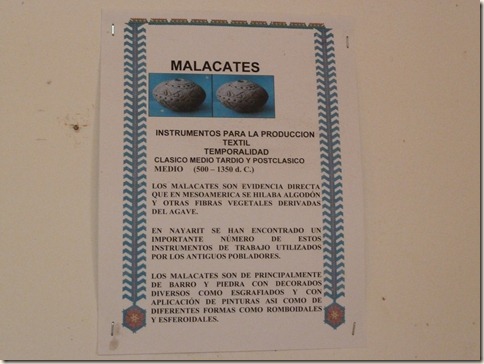 MALACATES
INSTRUMENTOS PARA LA PRODUCCION
TEXTIL
TEMPORALIDAD
CLASICO MEDIO TARDIO Y POSTCLASICO
MEDIO (500 – 1350 d. C.)
LOS MALACATES SON EVIDENCIA DIRECTA
QUE EN MESOAMERICA SE HILABA ALGODÓN
Y OTRAS FIBRAS VEGETALES DERIVADAS
DEL AGAVE.
EN NAYARIT SE HAN ENCONTRADO UN
IMPORTANTE NÚMERO DE ESTOS
INSTRUMENTOS DE TRABAJO UTILIZADOS
POR LOS ANTIGUOS POBLADORES.
LOS MALACATES SON DE PRINCIPALMENTE
DE BARRO Y PIEDRA CON DECORADOS
DIVERSOS COMO ESGRAFIADOS Y CON
APLICACIÓN DE PINTURAS ASI COMO DE
DIFERENTES FORMAS COMO ROMBOIDALES
Y ESFEROIDALES.